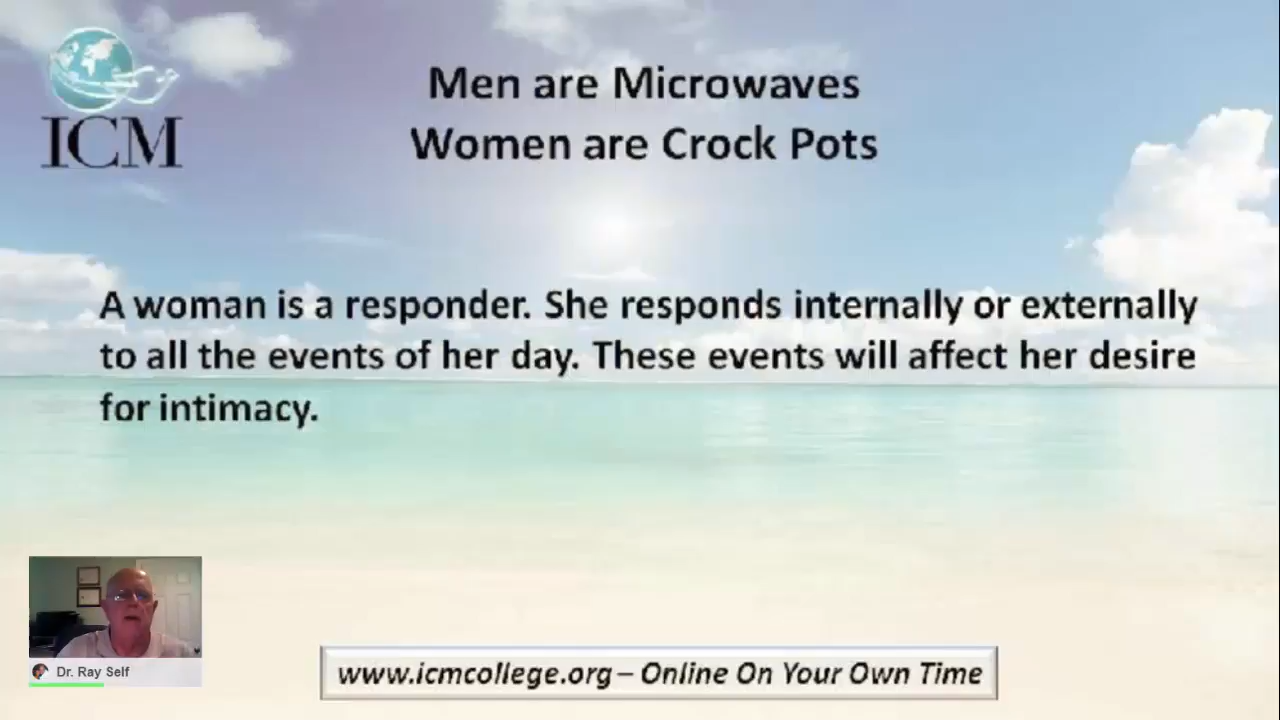 ICM
Men are Microwaves
Women are Crock Pots
A woman is a responder. She responds internally or externally
to all the events of her day. These events will affect her desire
for intimacy.
Dr. Ray Self
www.icmcollege.org – Online On Your Own Time